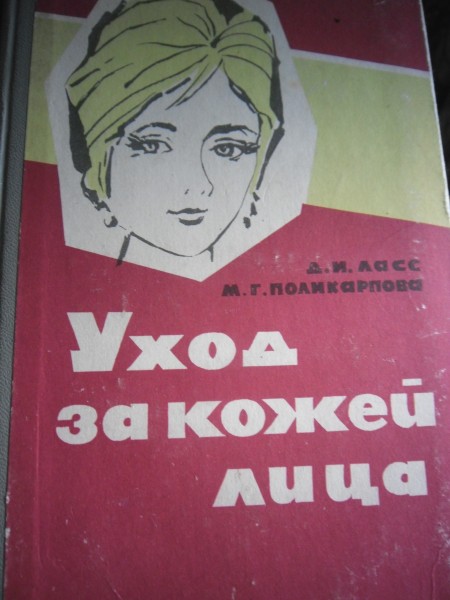 Д.И. ЛАСС
М.Г. ПОЛИКАРПОВА
Уход
за кожей
лица